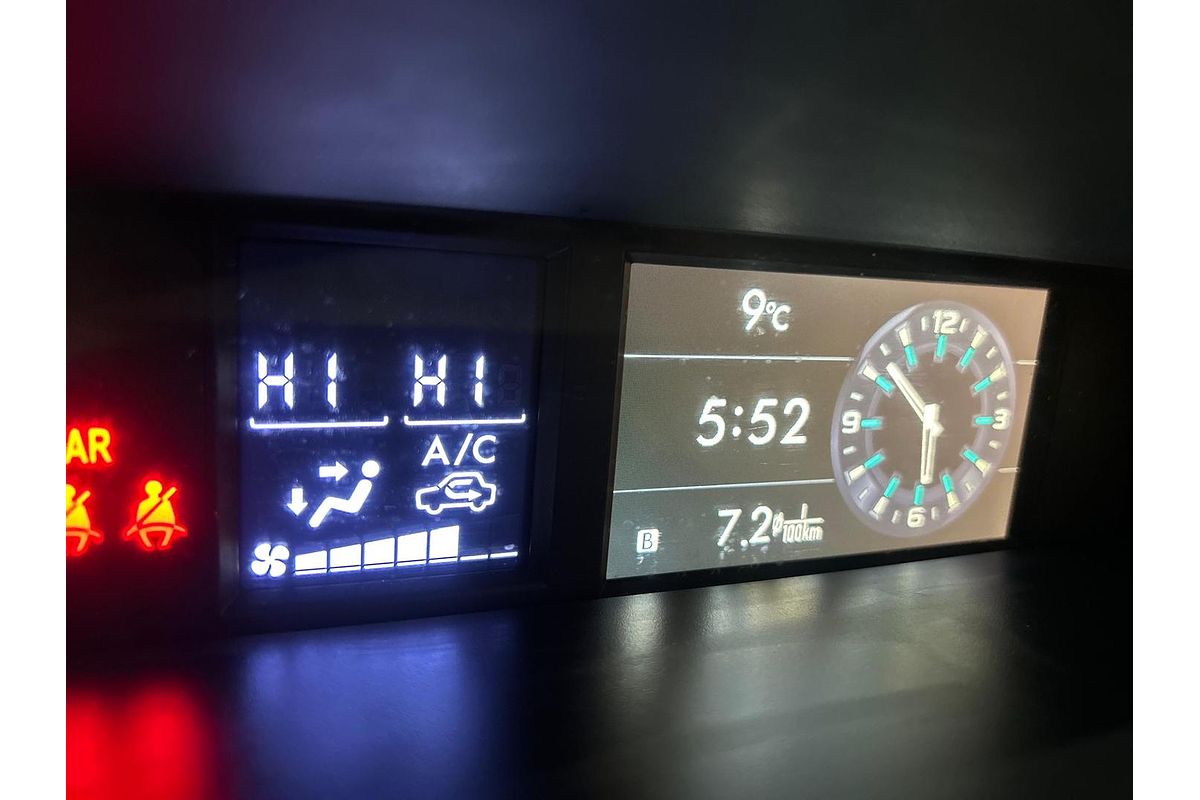 AR
HI HI
A/C
9°C
5:52
B 7.2 ø L/100km
12
3
6
9